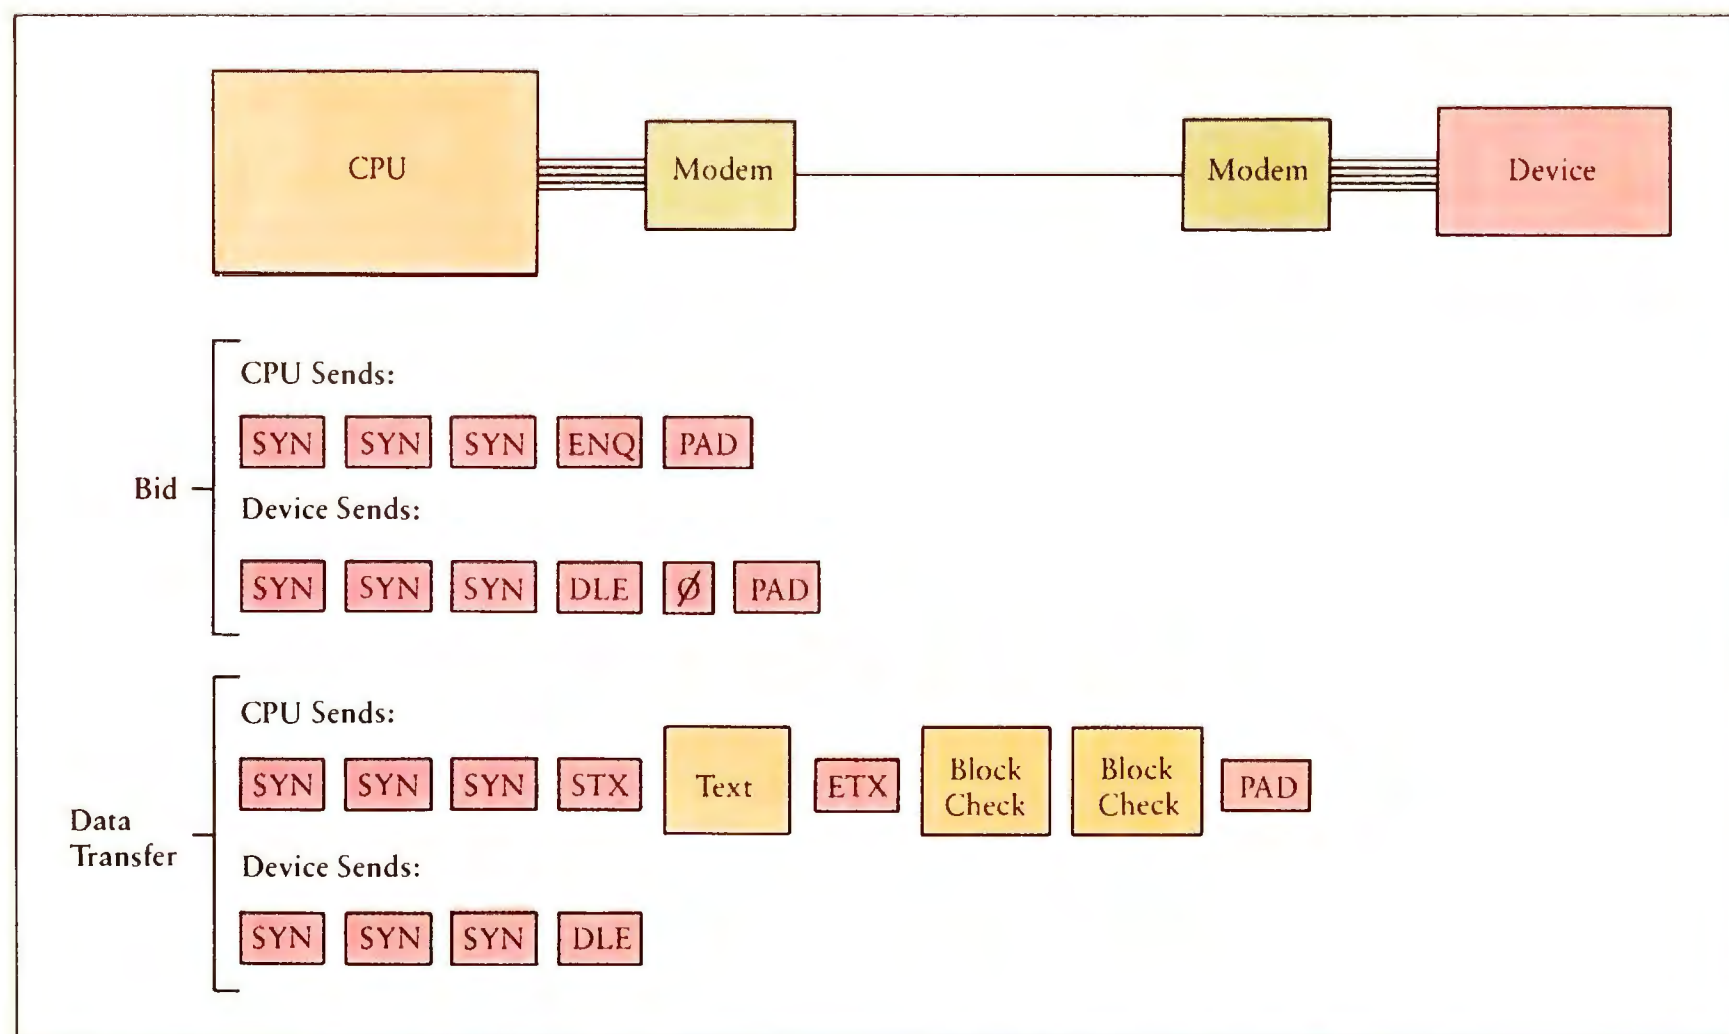 CPU Modem Modem Device
CPU Sends:
SYN SYN SYN ENQ PAD
Bid
Device Sends:
SYN SYN SYN DLE Ø PAD
CPU Sends:
SYN SYN SYN STX Text ETX Block Check Block Check PAD
Data
Transfer
Device Sends:
SYN SYN SYN DLE